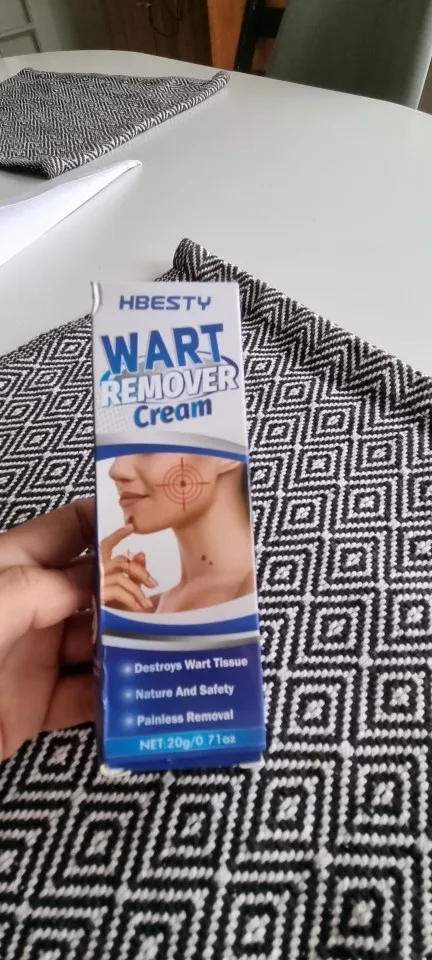 HBESTY
WART
REMOVER
Cream
Destroys Wart Tissue
Nature And Safety
Painless Removal
NET:20g/0.71oz